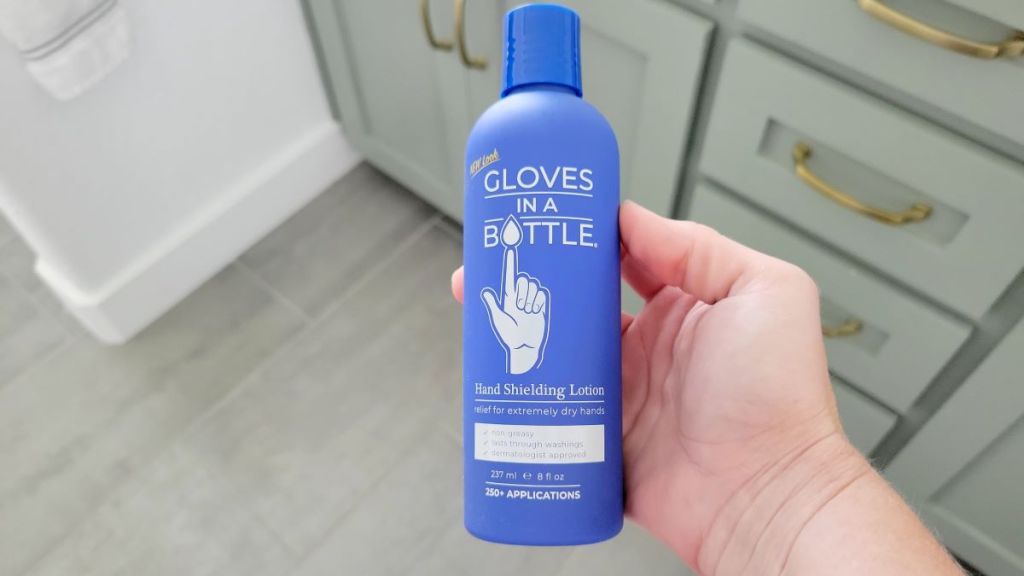 NEW Look
GLOVES
IN A
BOTTLE®
Hand Shielding Lotion
relief for extremely dry hands
✓ non greasy
✓ lasts through washings
✓ dermatologist approved
237 ml ℮ 8 fl oz
250+ APPLICATIONS